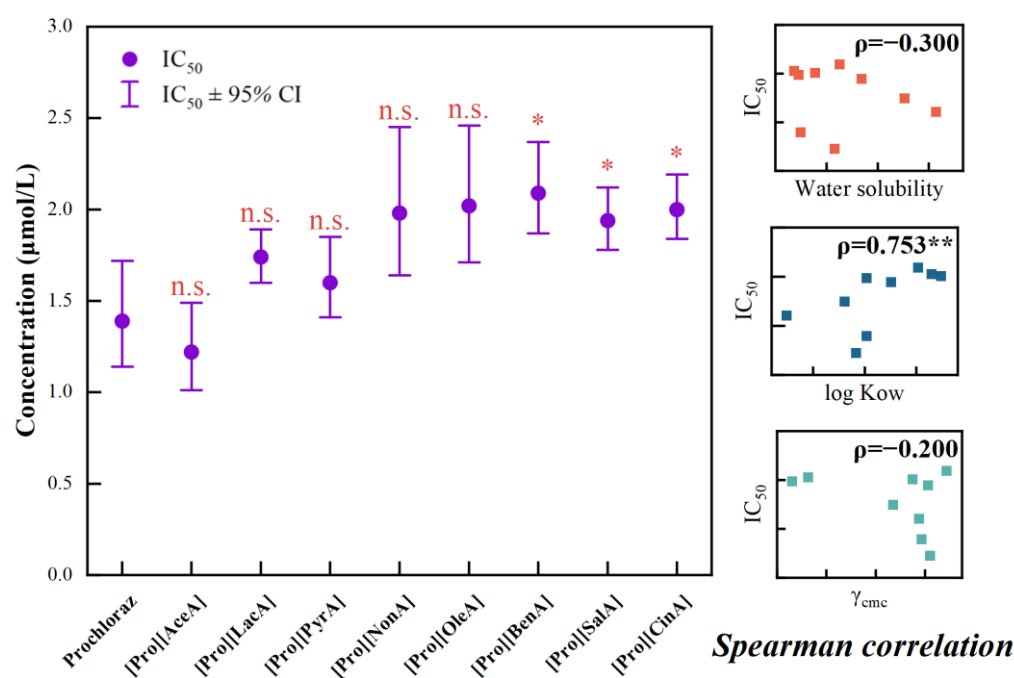 Concentration (μmol/L)
3.0
2.5
2.0
1.5
1.0
0.5
0.0
IC50
IC50 ± 95% CI
n.s.
n.s.
n.s.
n.s.
n.s.
*
*
*
Prochloraz
[Pro][AceA]
[Pro][LacA]
[Pro][PyrA]
[Pro][NonA]
[Pro][OleA]
[Pro][BenA]
[Pro][SalA]
[Pro][CinA]
ρ=−0.300
IC50
Water solubility
ρ=0.753**
IC50
log Kow
ρ=−0.200
IC50
γcmc
Spearman correlation